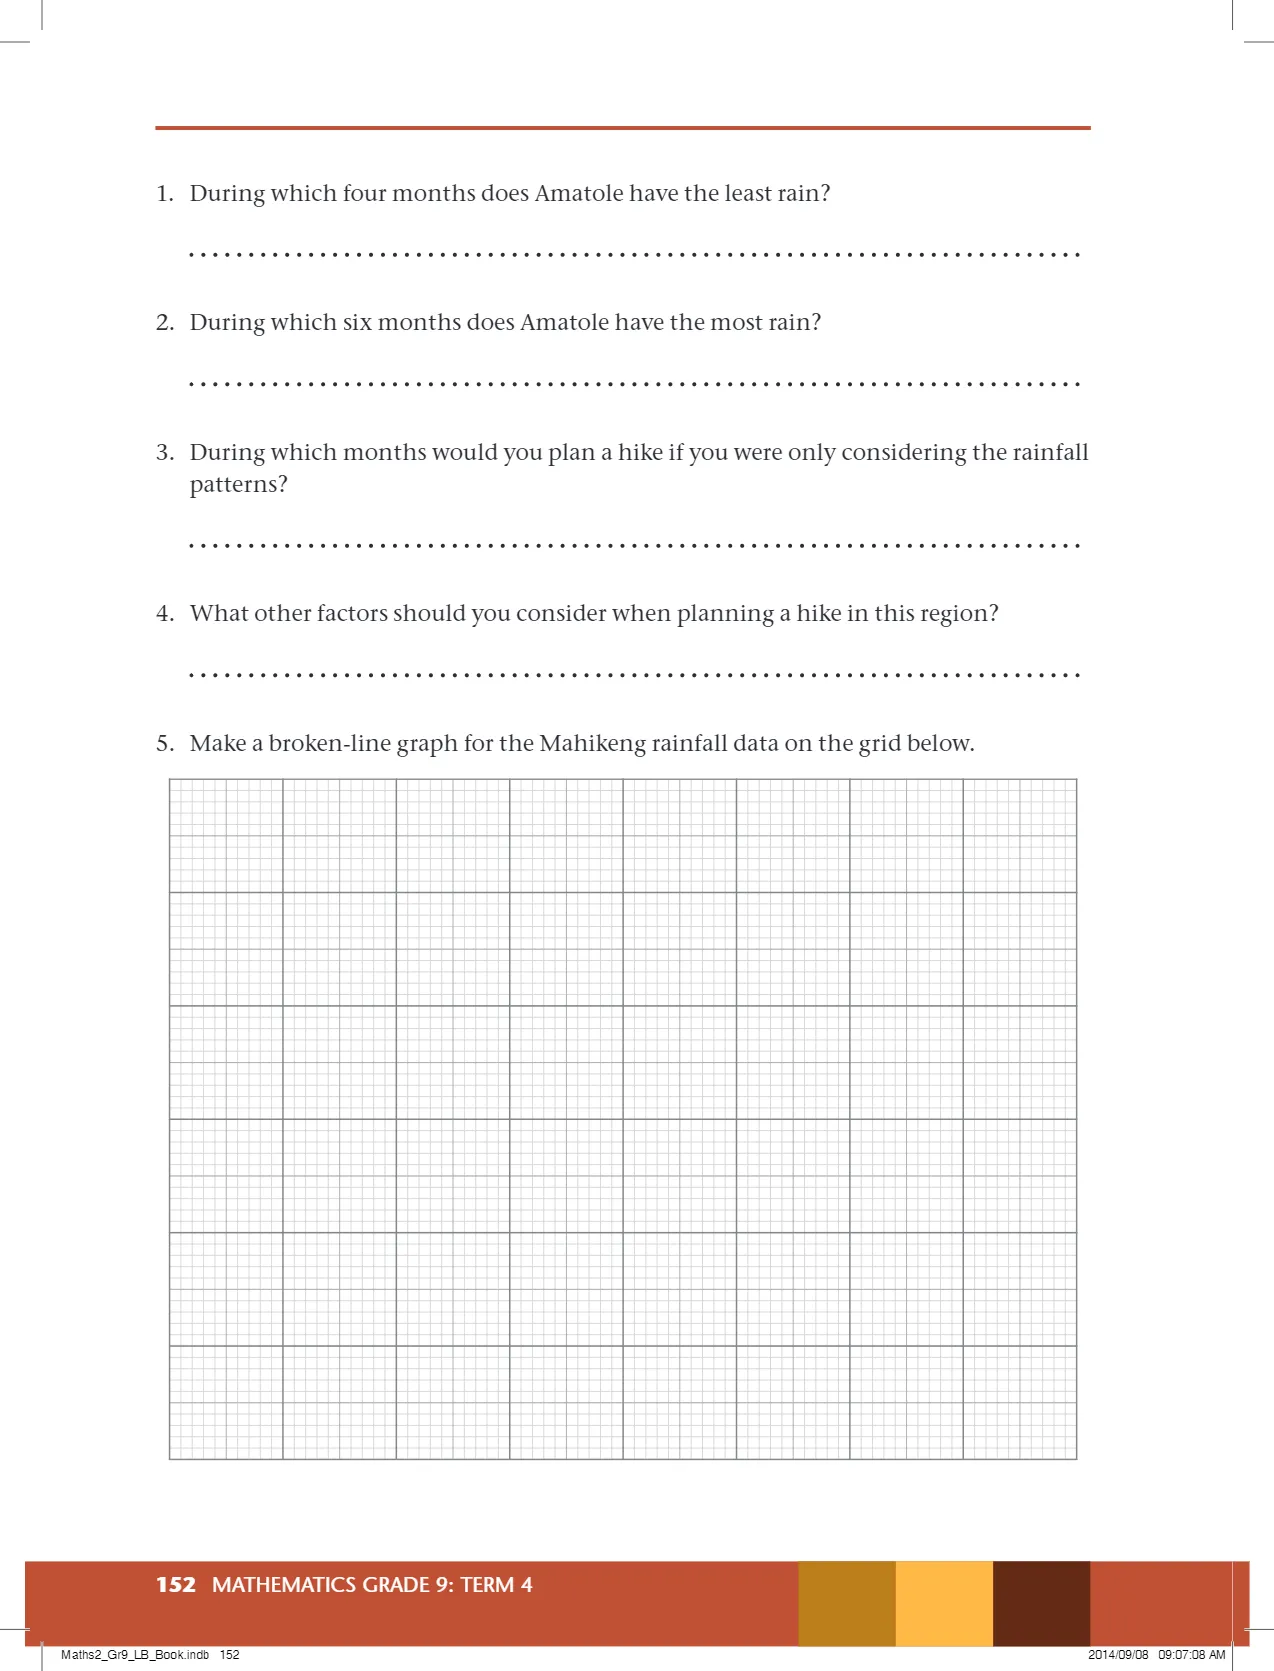 1. During which four months does Amatole have the least rain?
2. During which six months does Amatole have the most rain?
3. During which months would you plan a hike if you were only considering the rainfall
patterns?
4. What other factors should you consider when planning a hike in this region?
5. Make a broken-line graph for the Mahikeng rainfall data on the grid below.
152 MATHEMATICS GRADE 9: TERM 4
Maths2_Gr9_LB_Book.indb 152 2014/09/08 09:07:08 AM